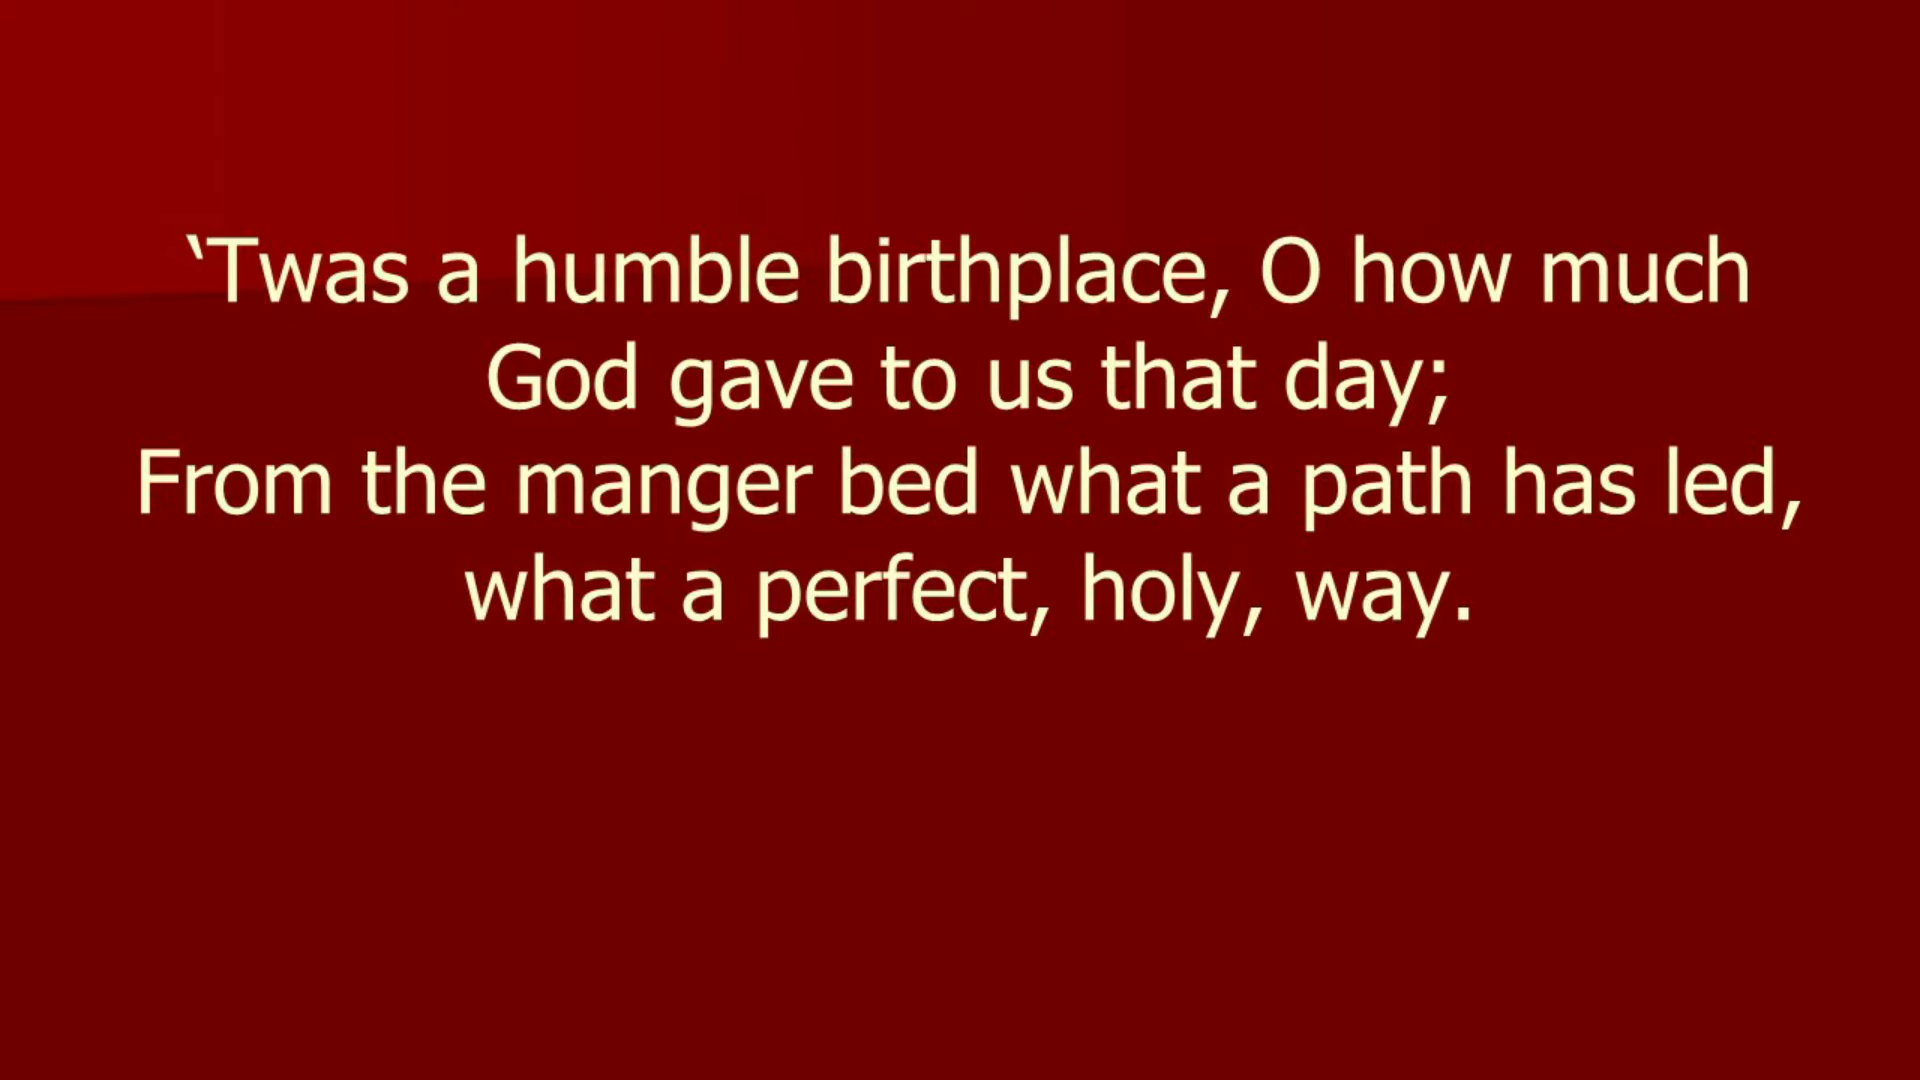 ‘Twas a humble birthplace, O how much
God gave to us that day;
From the manger bed what a path has led,
what a perfect, holy, way.